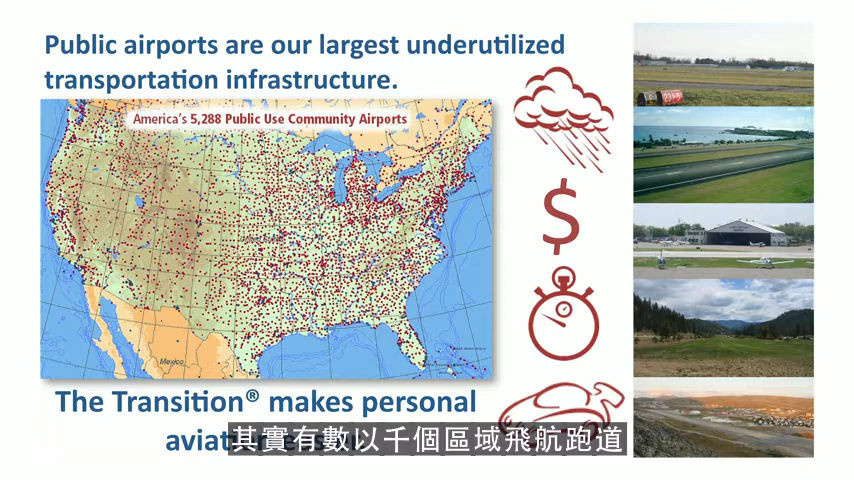 Public airports are our largest underutilized
transportation infrastructure.
America's 5,288 Public Use Community Airports
Mexico
$
The Transition® makes personal
其實有數以千個區域飛航跑道